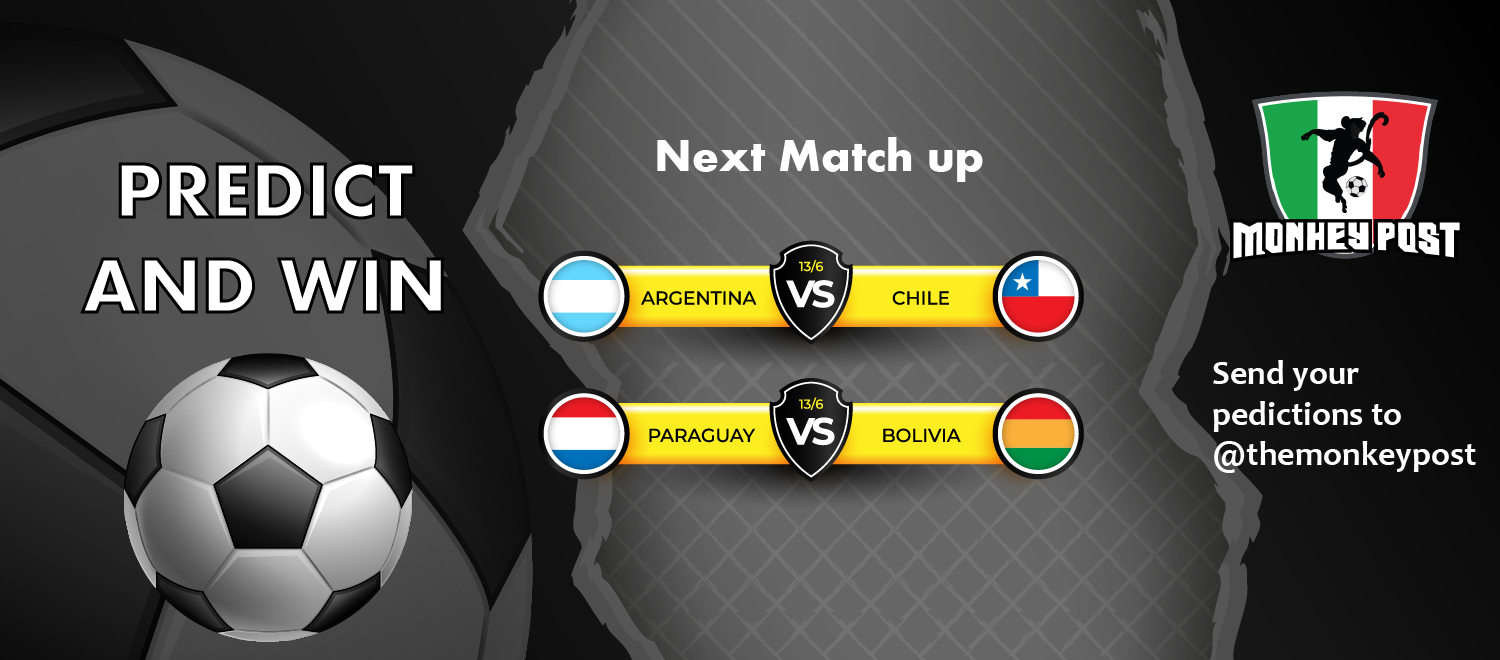 PREDICT
AND WIN
Next Match up
ARGENTINA
13/6
VS
CHILE
PARAGUAY
13/6
VS
BOLIVIA
MONKEY POST
Send your
pedictions to
@themonkeypost